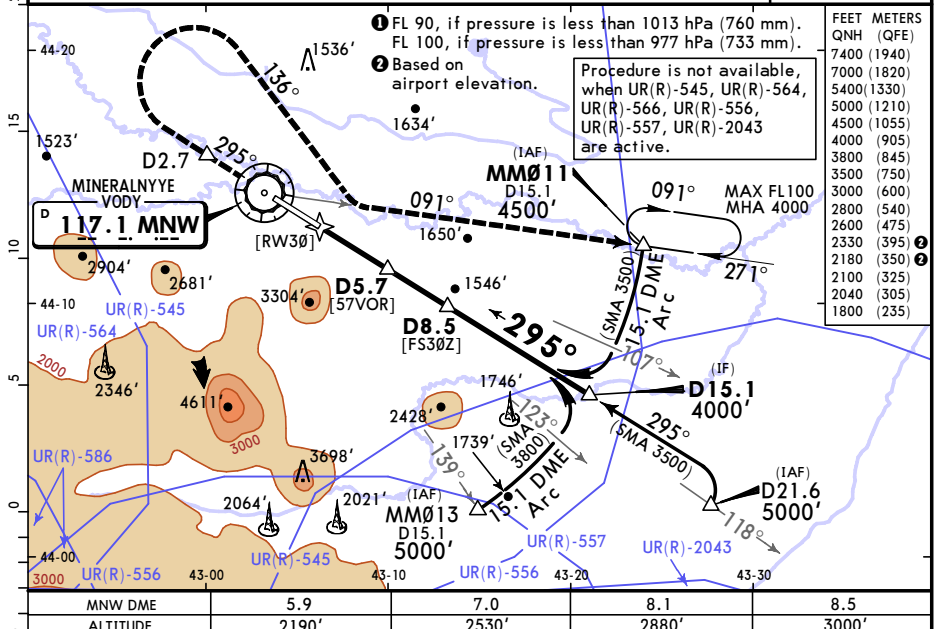 ❶ FL 90, if pressure is less than 1013 hPa (760 mm).
FL 100, if pressure is less than 977 hPa (733 mm).
❷ Based on
airport elevation.
Procedure is not available,
when UR(R)-545, UR(R)-564,
UR(R)-566, UR(R)-556,
UR(R)-557, UR(R)-2043
are active.
FEET METERS
QNH (QFE)
7400 (1940)
7000 (1820)
5400(1330)
5000 (1210)
4500 (1055)
4000 (905)
3800 (845)
3500 (750)
3000 (600)
2800 (540)
2600 (475)
2330 (395) ❷
2180 (350) ❷
2100 (325)
2040 (305)
1800 (235)
44-20
1536'
136°
1634'
15
1523'
D2.7
295°
MINERALNYYE
VODY
D 117.1 MNW
[RW3Ø]
(IAF)
MMØ11
D15.1
4500'
091°
MAX FL100
MHA 4000
091°
271°
1650'
10
2904'
2681'
3304'
D5.7
[57VOR]
1546'
D8.5
[FS3ØZ]
295°
(SMA 3500)
15.1 DME
Arc
107°
44-10
UR(R)-545
UR(R)-564
2000
2346'
4611'
3000
5
1746'
2428'
123°
(SMA
3800)
1739'
139°
15.1 DME
Arc
(IF)
D15.1
4000'
295°
(SMA 3500)
(IAF)
D21.6
5000'
118°
UR(R)-586
3698'
2064'
2021'
(IAF)
MMØ13
D15.1
5000'
0
44-00
3000
UR(R)-556
43-00
UR(R)-545
43-10
UR(R)-556
UR(R)-557
43-20
UR(R)-2043
43-30
MNW DME 5.9 7.0 8.1 8.5
ALTITUDE 2190' 2530' 2880' 3000'